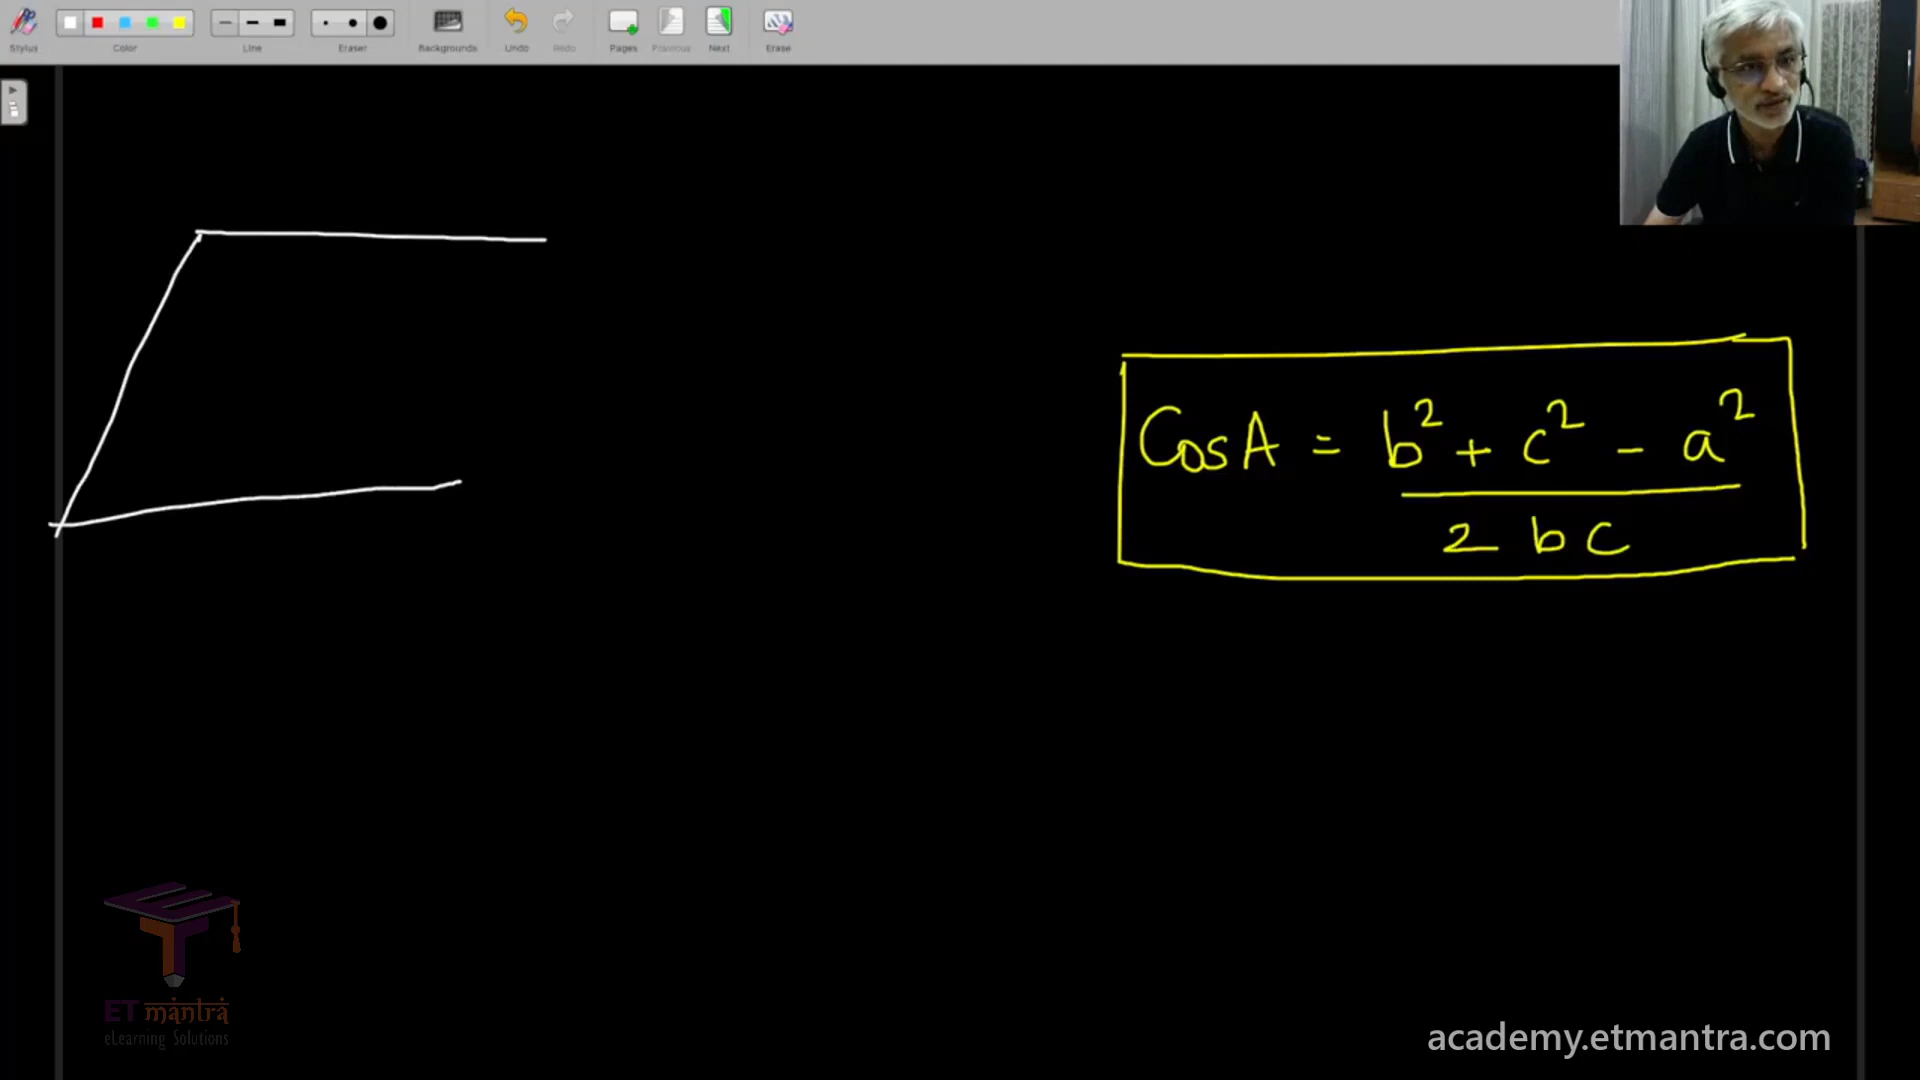 Stylus Color Line Eraser Backgrounds Undo Redo Pages Previous Next Erase
CosA = b² + c² - a²
2 b c
ET mantra
eLearning Solutions
academy.etmantra.com